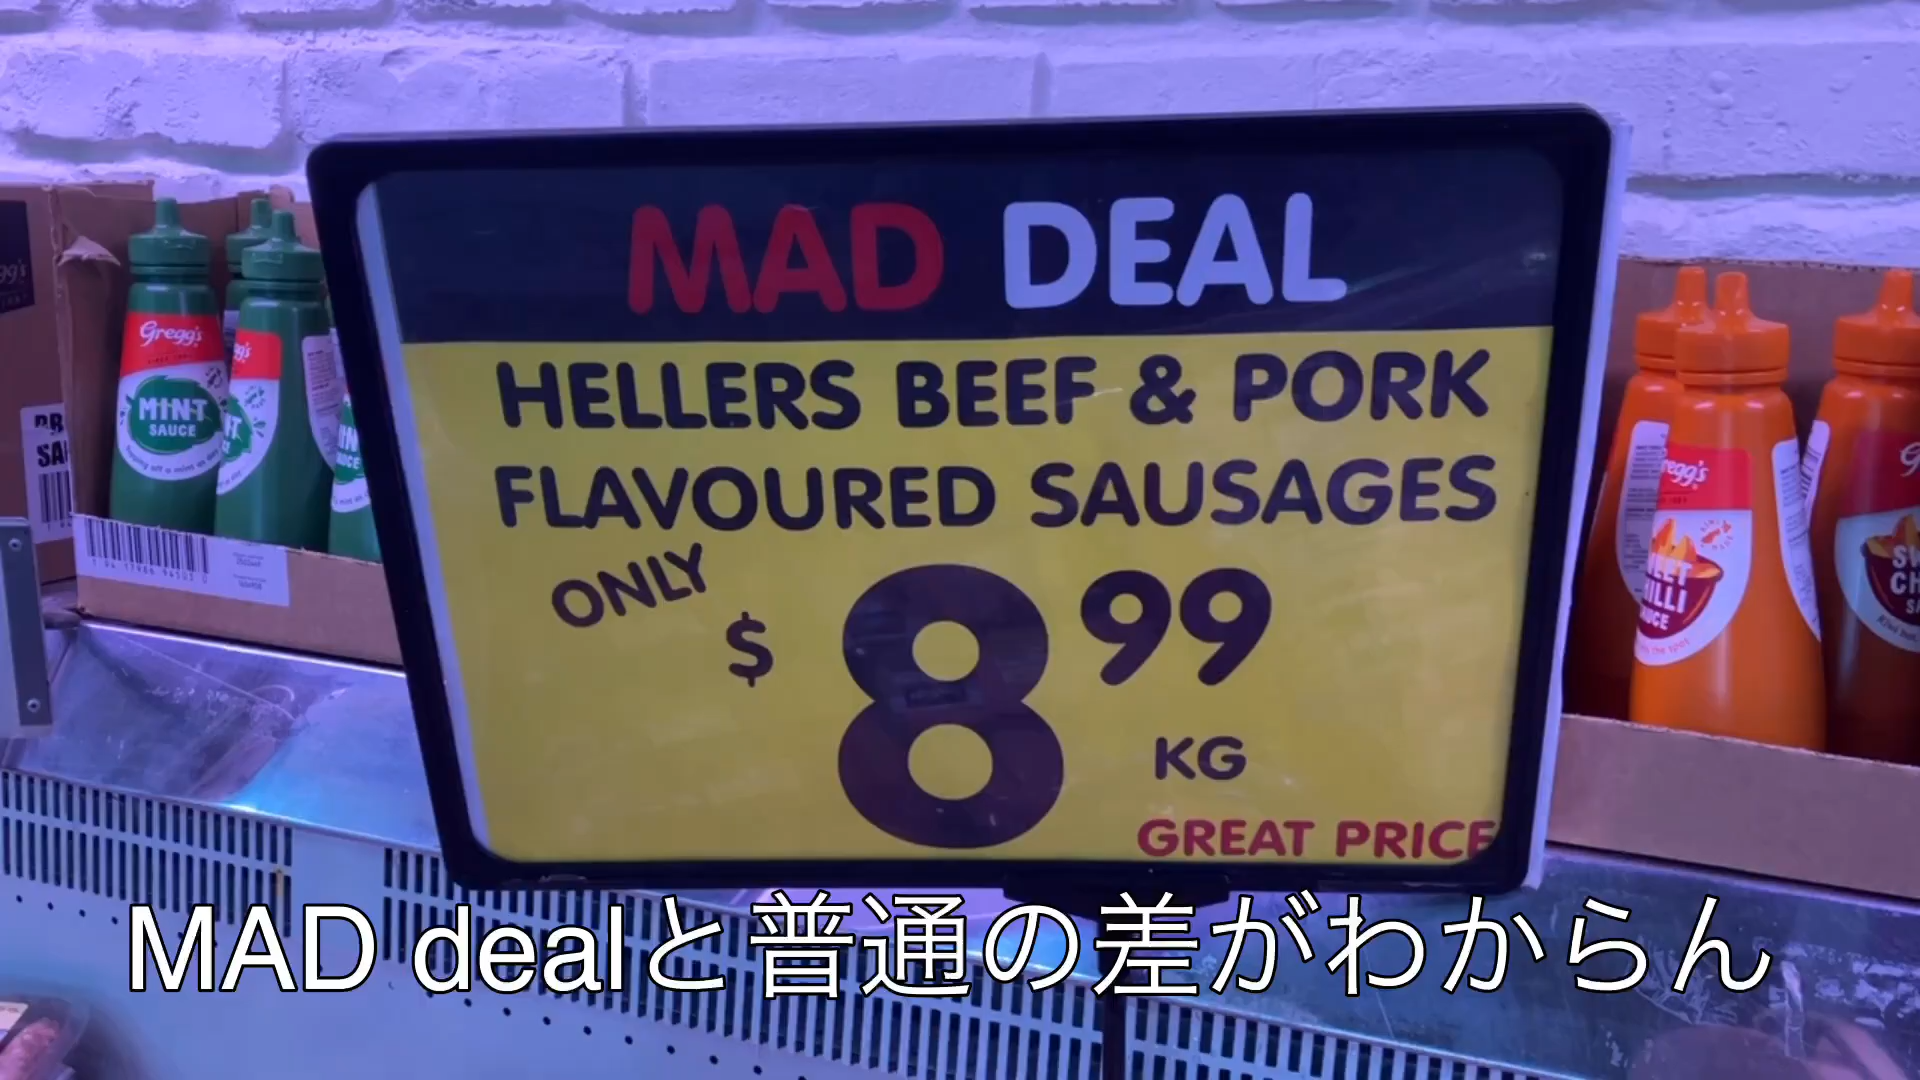 MAD DEAL
HELLERS BEEF & PORK
FLAVOURED SAUSAGES
ONLY
$ 8 99
KG
GREAT PRICE
Gregg's
MINT
SAUCE
MAD dealと普通の差がわからん